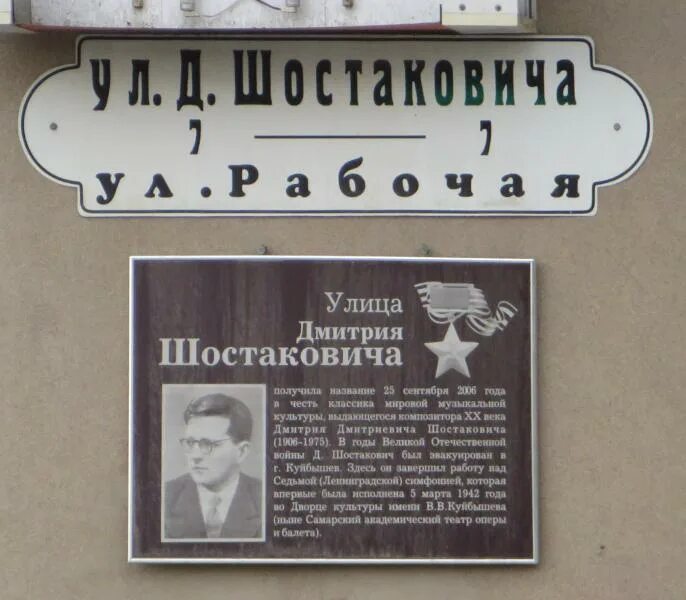 ул. Д. Шостаковича
7 7
ул. Рабочая
Улица
Дмитрия
Шостаковича
получила название 25 сентября 2006 года
в честь классика мировой музыкальной
культуры, выдающегося композитора XX века
Дмитрия Дмитриевича Шостаковича
(1906-1975). В годы Великой Отечественной
войны Д. Шостакович был эвакуирован в
г. Куйбышев. Здесь он завершил работу над
Седьмой (Ленинградской) симфонией, которая
впервые была исполнена 5 марта 1942 года
во Дворце культуры имени В.В.Куйбышева
(ныне Самарский академический театр оперы
и балета).